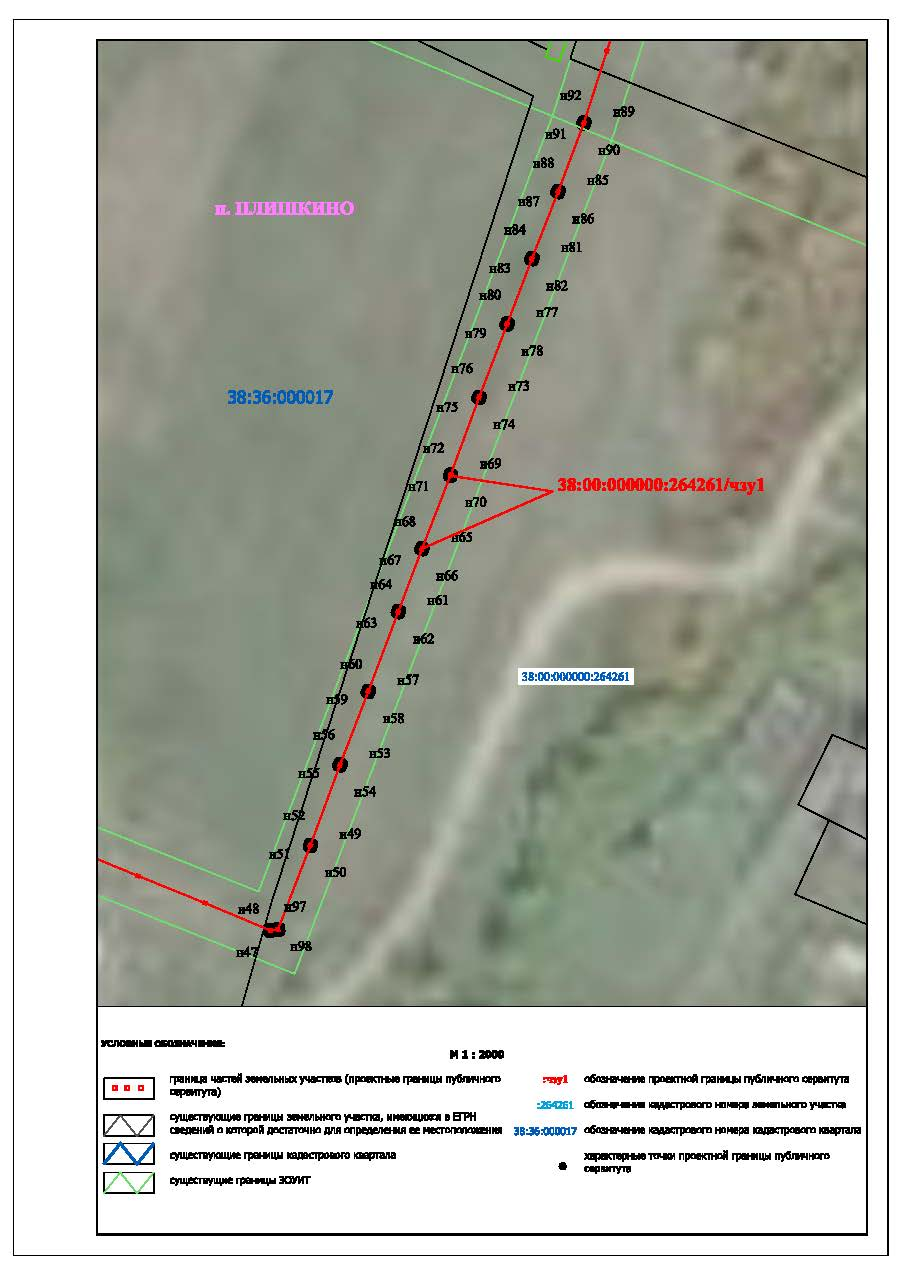 н92
н89
н91
н90
н88
н85
н87
н86
п. ПЛИШКИНО
н84
н81
н83
н82
н80
н77
н79
н78
н76
н73
38:36:000017
н75
н74
н72
н69
н71
38:00:000000:264261/чзу1
н70
н68
н65
н67
н66
н64
н61
н63
н62
н60
38:00:000000:264261
н57
н59
н58
н56
н53
н55
н54
н52
н49
н51
н50
н48
н97
н47
н98
УСЛОВНЫЕ ОБОЗНАЧЕНИЯ:
М 1 : 2000
граница частей земельных участков (проектные границы публичного
сервитута)
существующие границы земельного участка, имеющиеся в ЕГРН
сведений о которой достаточно для определения ее местоположения
существующие границы кадастрового квартала
существущие границы ЗОУИТ
:чзу1 обозначение проектной границы публичного сервитута
:264261 обозначение кадастрового номера земельного участка
38:36:000017 обозначение кадастрового номера кадастрового квартала
характерные точки проектной границы публичного
сервитута